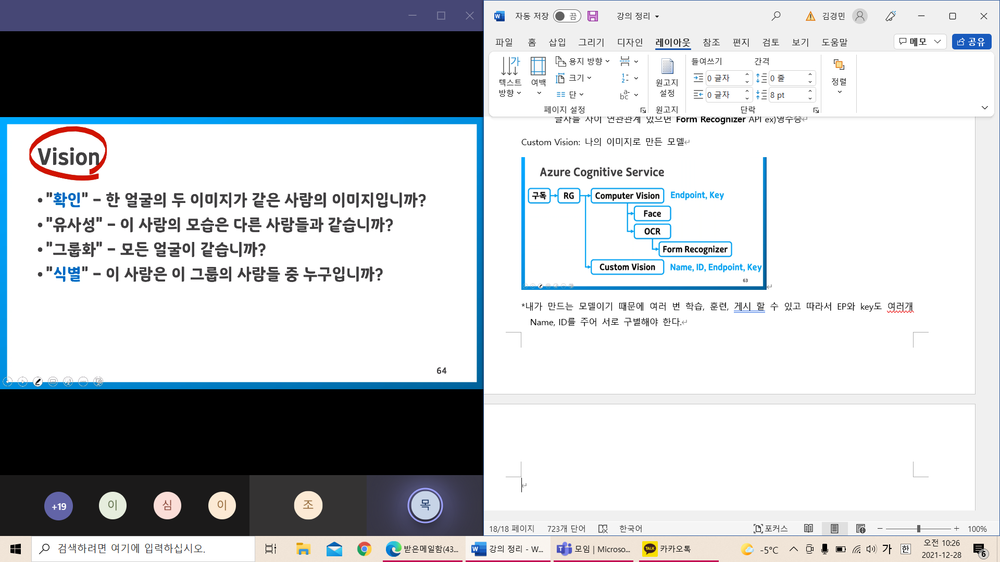 Vision
• "확인" – 한 얼굴의 두 이미지가 같은 사람의 이미지입니까?
• "유사성" – 이 사람의 모습은 다른 사람들과 같습니까?
• "그룹화" – 모든 얼굴이 같습니까?
• "식별" – 이 사람은 이 그룹의 사람들 중 누구입니까?
64
+19
이
심
이
조
목
자동 저장 끔
강의 정리
김경민
파일 홈 삽입 그리기 디자인 레이아웃 참조 편지 검토 보기 도움말
메모
공유
텍스트 방향
여백
용지 방향
크기
단
페이지 설정
원고지 설정
원고지
들여쓰기 간격
0 글자 0 줄
0 글자 8 pt
단락
정렬
글자들 사이 연관관계 있으면 Form Recognizer API ex)영수증
Custom Vision: 나의 이미지로 만든 모델
Azure Cognitive Service
구독 RG Computer Vision Endpoint, Key
Face
OCR
Form Recognizer
Custom Vision Name, ID, Endpoint, Key
63
*내가 만드는 모델이기 때문에 여러 번 학습, 훈련, 게시 할 수 있고 따라서 EP와 key도 여러개
Name, ID를 주어 서로 구별해야 한다.
18/18 페이지 723개 단어 한국어 포커스 100%
검색하려면 여기에 입력하십시오.
받은메일함(43...
강의 정리 - W...
모임 | Microso...
카카오톡
-5°C
가
한
오전 10:26
2021-12-28
6